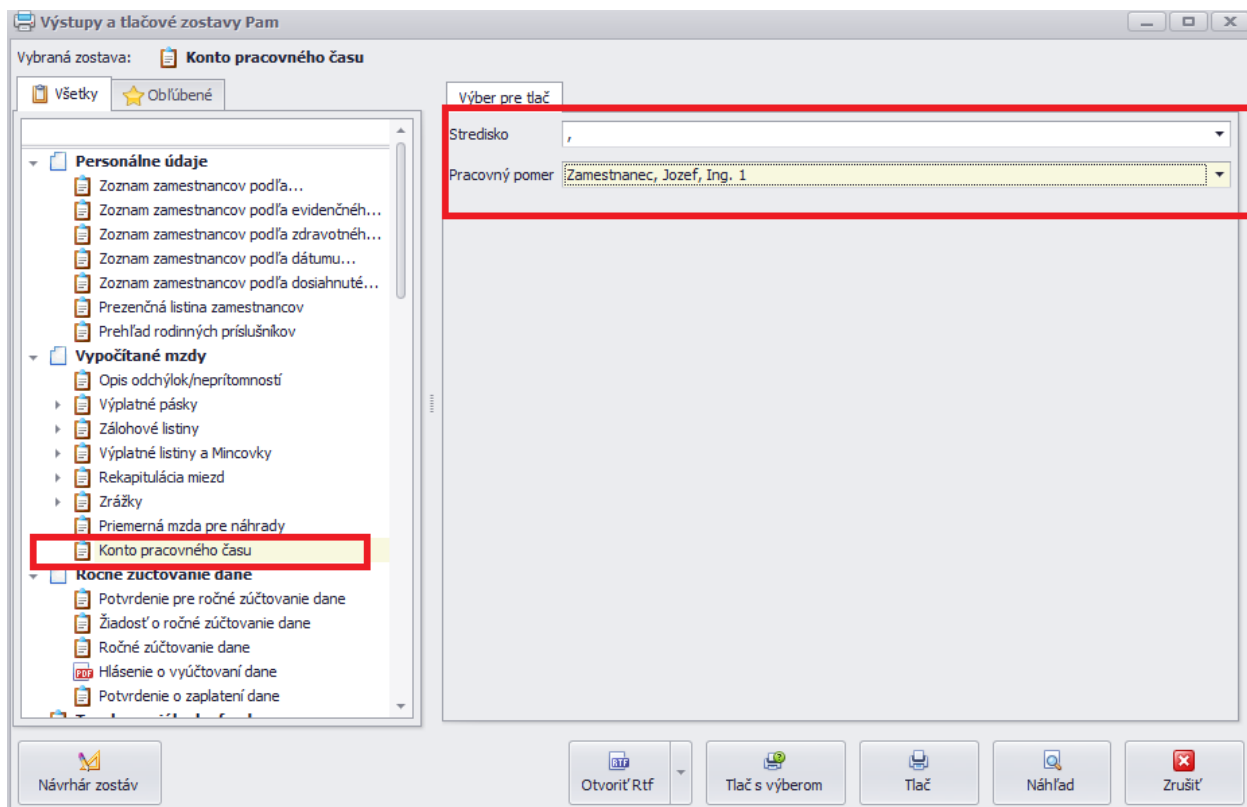 Výstupy a tlačové zostavy Pam
Vybraná zostava: Konto pracovného času
Všetky Obľúbené
Výber pre tlač
Stredisko ,
Pracovný pomer Zamestnanec, Jozef, Ing. 1
Personálne údaje
Zoznam zamestnancov podľa...
Zoznam zamestnancov podľa evidenčnéh...
Zoznam zamestnancov podľa zdravotnéh...
Zoznam zamestnancov podľa dátumu...
Zoznam zamestnancov podľa dosiahnuté...
Prezenčná listina zamestnancov
Prehľad rodinných príslušníkov
Vypočítané mzdy
Opis odchýlok/neprítomností
Výplatné pásky
Zálohové listiny
Výplatné listiny a Mincovky
Rekapitulácia miezd
Zrážky
Priemerná mzda pre náhrady
Konto pracovného času
Ročné zúčtovanie dane
Potvrdenie pre ročné zúčtovanie dane
Žiadosť o ročné zúčtovanie dane
Ročné zúčtovanie dane
PDF Hlásenie o vyúčtovaní dane
Potvrdenie o zaplatení dane
RTF
Návrhár zostáv Otvoriť Rtf Tlač s výberom Tlač Náhľad Zrušiť